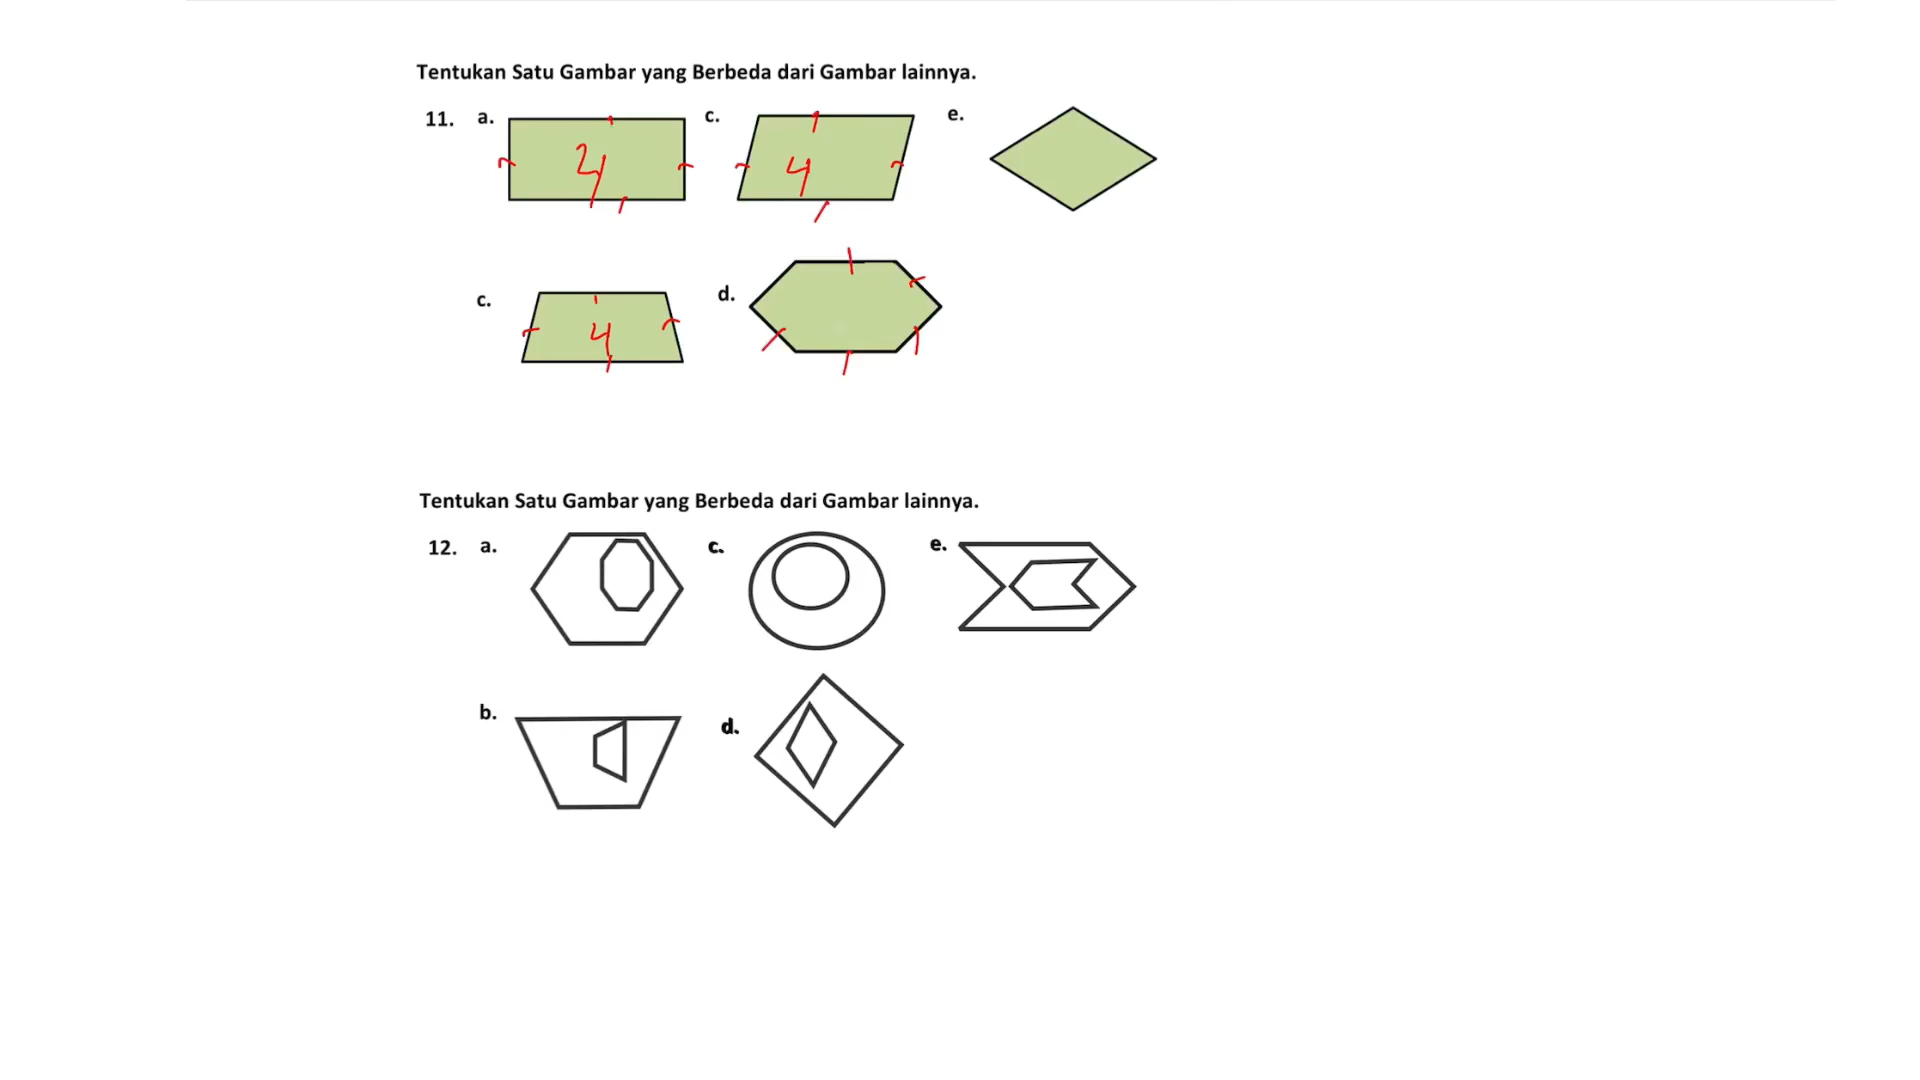 Tentukan Satu Gambar yang Berbeda dari Gambar lainnya.
11. a. c. e.
4 4
c. d.
4
Tentukan Satu Gambar yang Berbeda dari Gambar lainnya.
12. a. c. e.
b. d.